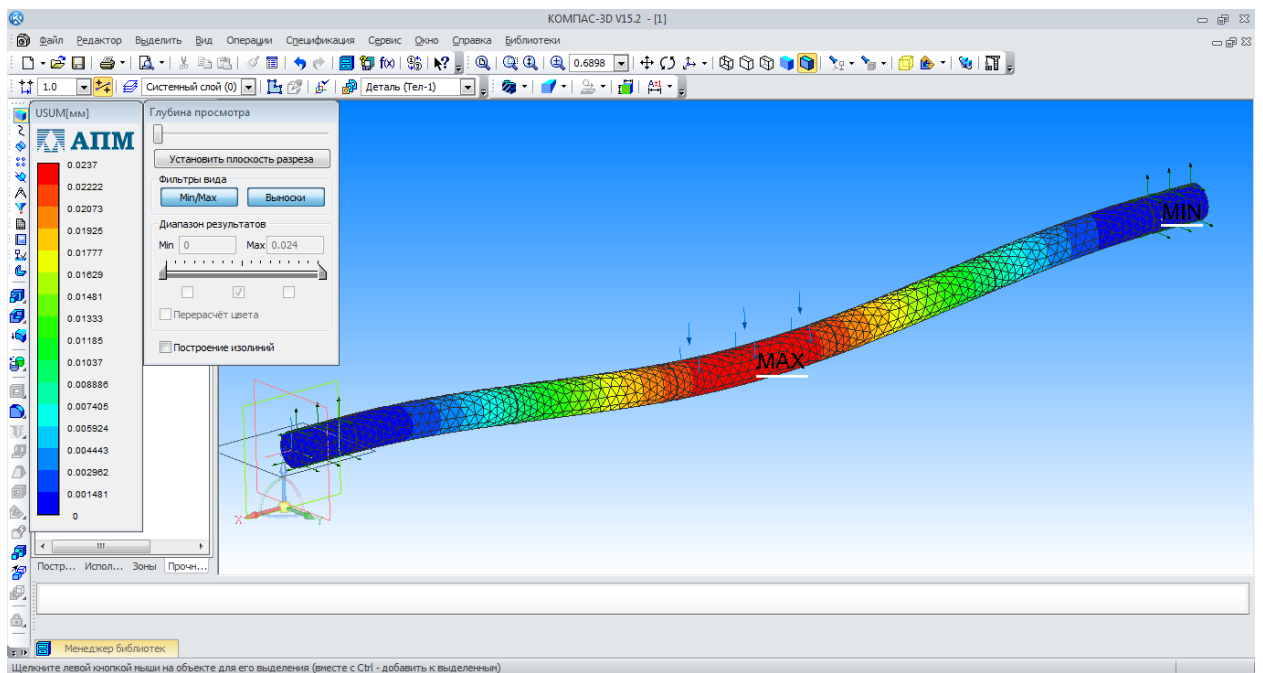 КОМПАС-3D V15.2 - [1]
Файл Редактор Выделить Вид Операции Спецификация Сервис Окно Справка Библиотеки
f(x) 0.6898
1.0 Системный слой (0) Деталь (Тел-1)
USUM[мм]
АПМ
0.0237
0.02222
0.02073
0.01925
0.01777
0.01629
0.01481
0.01333
0.01185
0.01037
0.008886
0.007405
0.005924
0.004443
0.002962
0.001481
0
Глубина просмотра
Установить плоскость разреза
Фильтры вида
Min/Max Выноски
Диапазон результатов
Min 0 Max 0.024
Перерасчёт цвета
Построение изолиний
MIN
MAX
X Y
Постр... Испол... Зоны Прочн...
Менеджер библиотек
Щелкните левой кнопкой мыши на объекте для его выделения (вместе с Ctrl - добавить к выделенным)